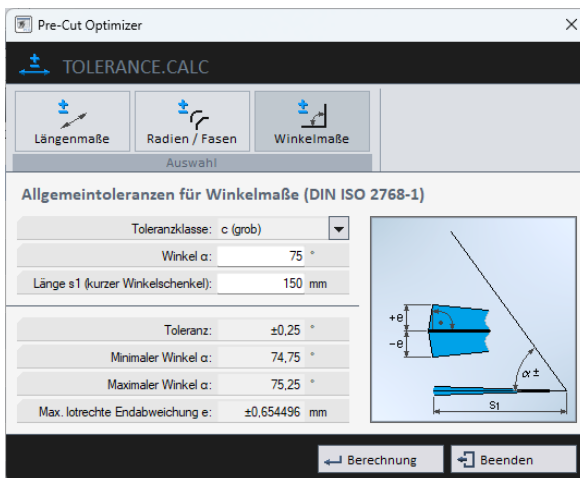 Pre-Cut Optimizer
TOLERANCE.CALC
Längenmaße
Radien / Fasen
Winkelmaße
Auswahl
Allgemeintoleranzen für Winkelmaße (DIN ISO 2768-1)
Toleranzklasse: c (grob)
Winkel α: 75 °
Länge s1 (kurzer Winkelschenkel): 150 mm
Toleranz: ±0,25 °
Minimaler Winkel α: 74,75 °
Maximaler Winkel α: 75,25 °
Max. lotrechte Endabweichung e: ±0,654496 mm
+e
-e
α ±
S1
Berechnung
Beenden